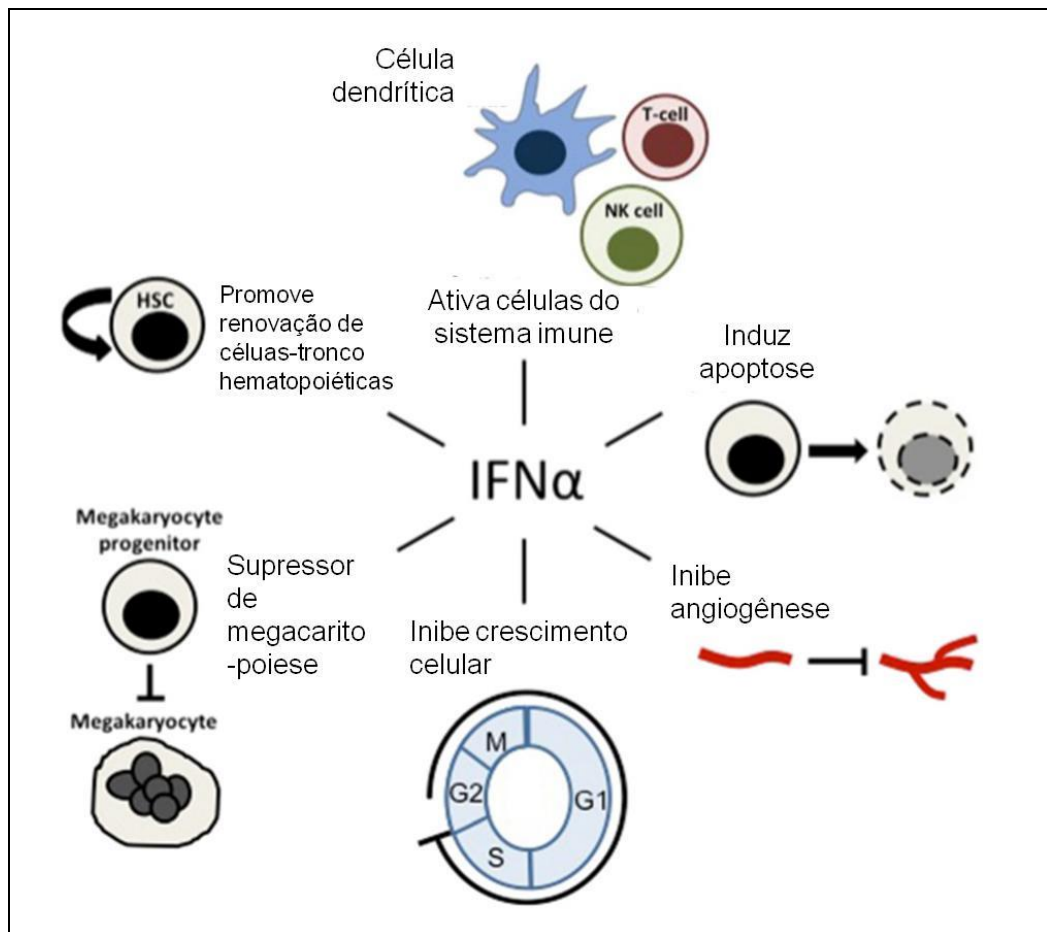 Célula
dendrítica
T-cell
NK cell
Ativa células do
sistema imune
HSC
Promove
renovação de
céluas-tronco
hematopoiéticas
Induz
apoptose
IFNα
Megakaryocyte
progenitor
Supressor
de
megacarito
-poiese
Megakaryocyte
Inibe crescimento
celular
M
G2
G1
S
Inibe
angiogênese